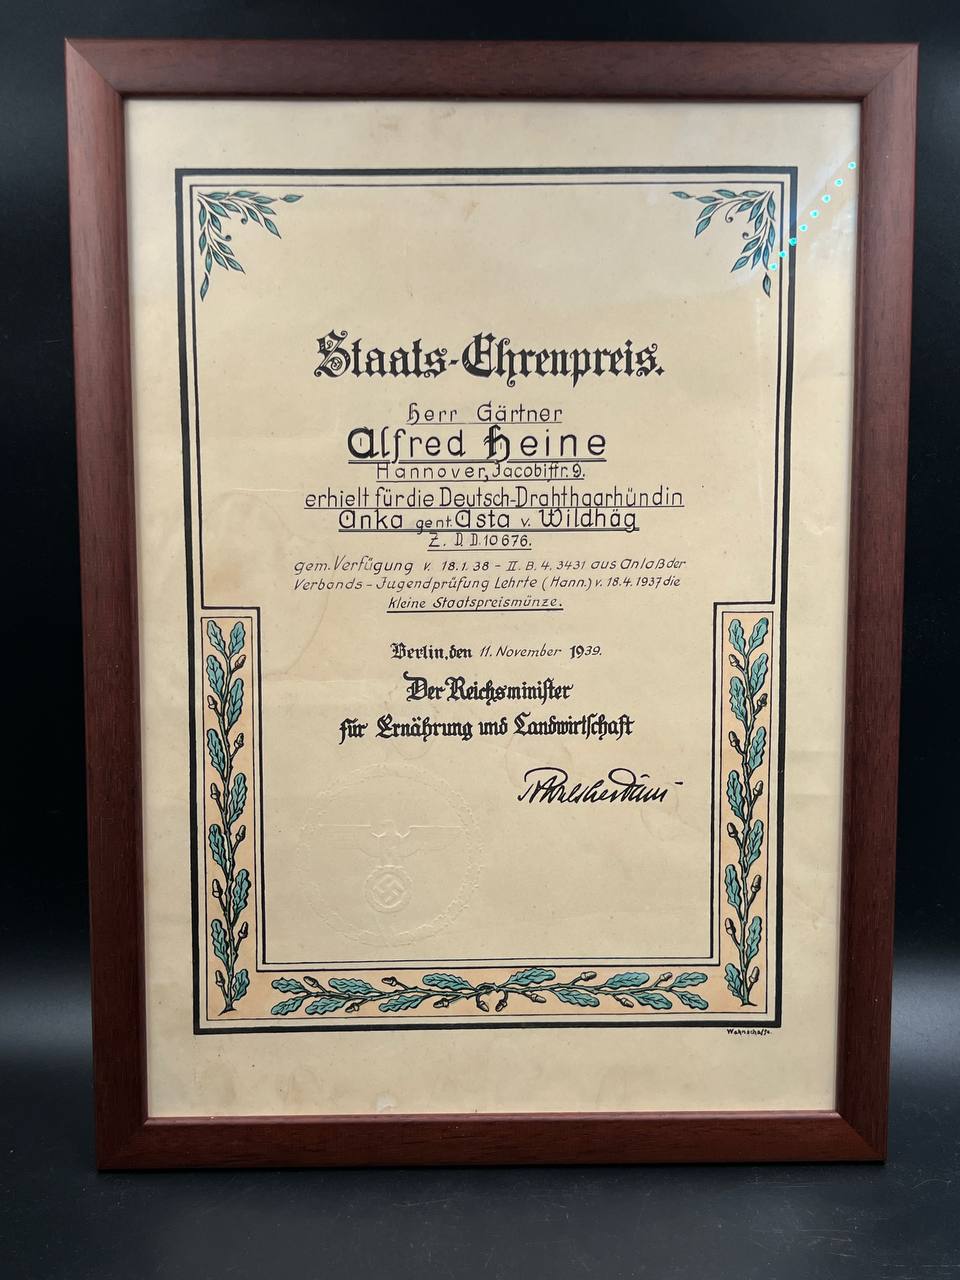 Staats-Ehrenpreis.
Herr Gärtner
Alfred Heine
Hannover, Jacobiſtr. 9.
erhielt für die Deutsch-Drahthaarhündin
Anka gent. Asta v. Wildhäg
Z. D. D. 10676.
gem. Verfügung v. 18.1.38 - II. B. 4. 3431 aus Anlaß der
Verbands-Jugendprüfung Lehrte (Hann.) v. 18.4.1937 die
kleine Staatspreismünze.
Berlin, den 11. November 1939.
Der Reichsminiſter
für Ernährung und Landwirtſchaft
Wahnschaffe.